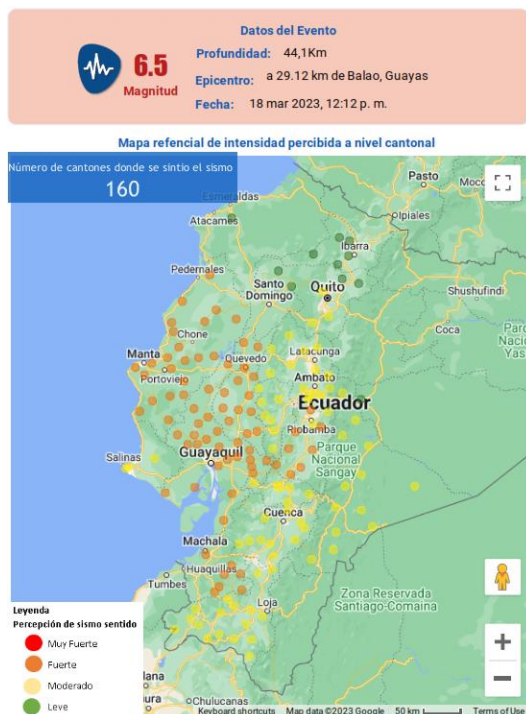 Datos del Evento
6.5
Magnitud
Profundidad: 44,1Km
Epicentro: a 29.12 km de Balao, Guayas
Fecha: 18 mar 2023, 12:12 p. m.
Mapa refencial de intensidad percibida a nivel cantonal
Número de cantones donde se sintio el sismo
160
Pasto
Esmeraldas
Atacames
Ipiales
Ibarra
Pedernales
Santo
Domingo
Quito
Shushufindi
Coca
Chone
Manta
Portoviejo
Quevedo
Latacunga
Ambato
Ecuador
Riobamba
Parque
Nacional
Sangay
Salinas
Guayaquil
Cuenca
Machala
Huaquillas
Tumbes
Loja
Zona Reservada
Santiago-Comaina
Leyenda
Percepción de sismo sentido
Muy Fuerte
Fuerte
Moderado
Leve
Chulucanas
Keyboard shortcuts
Map data ©2023 Google
50 km
Terms of Use